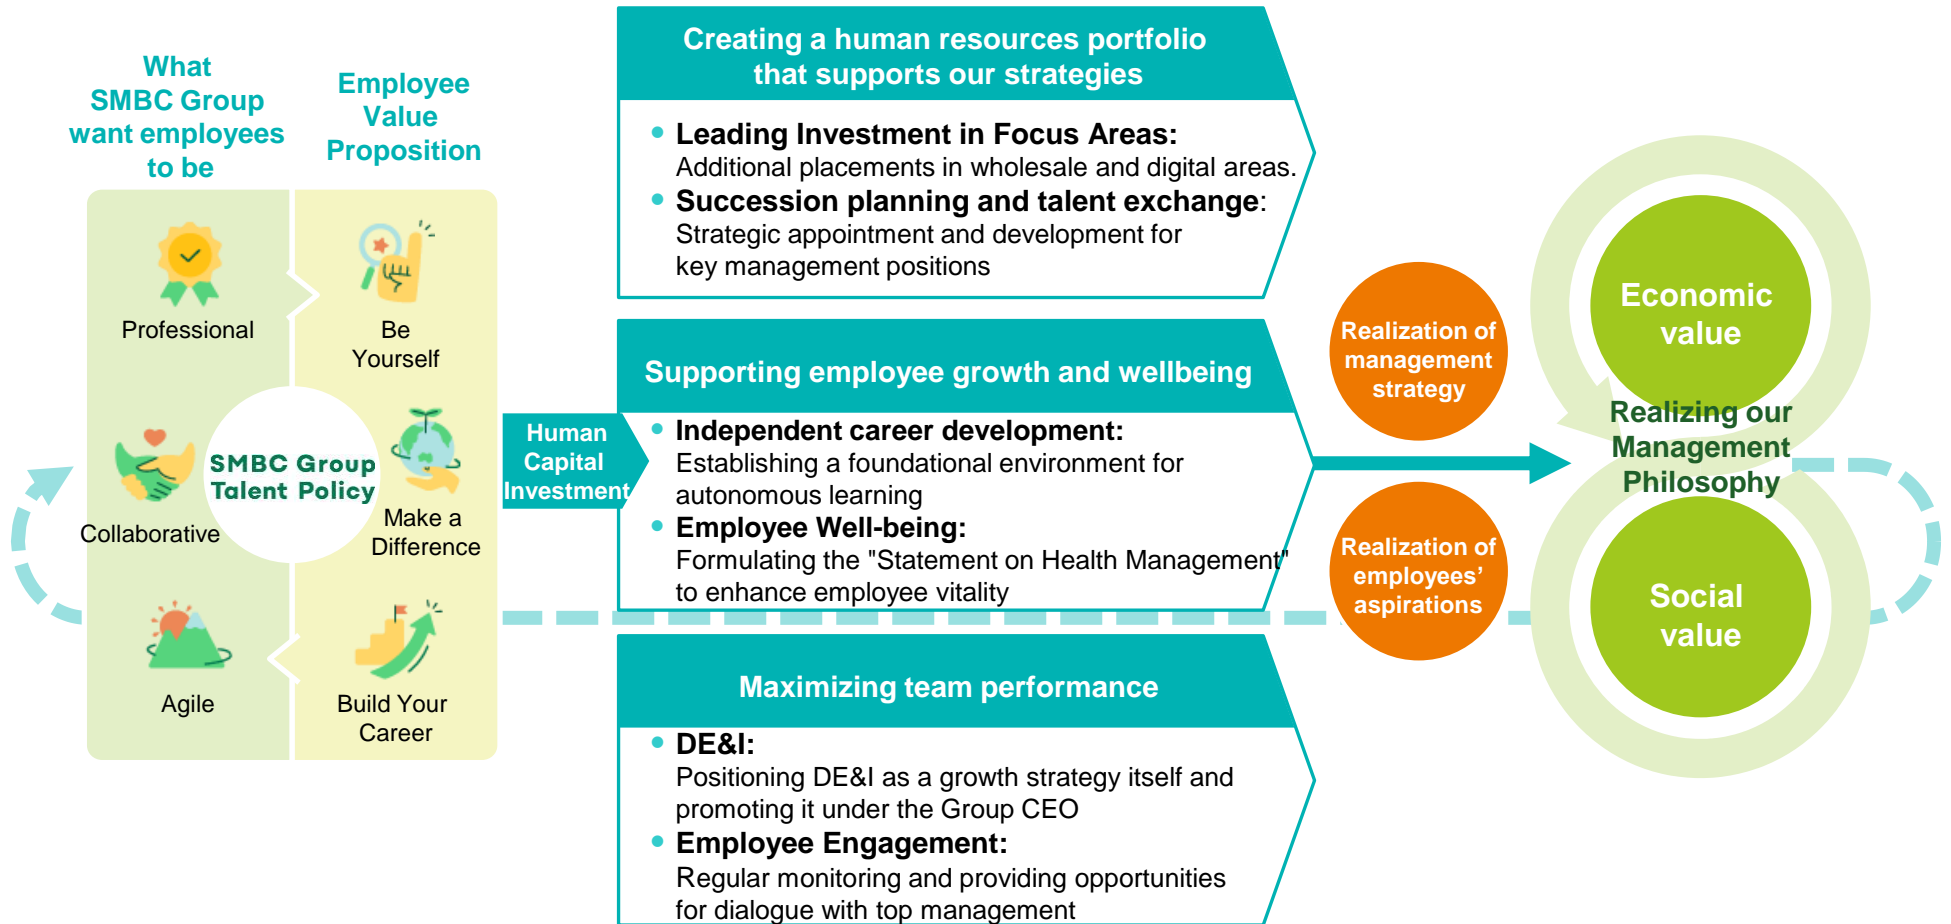 What
SMBC Group
want employees
to be
Employee
Value
Proposition
Professional
Collaborative
Agile
SMBC Group
Talent Policy
Be
Yourself
Make a
Difference
Build Your
Career
Human
Capital
Investment
Creating a human resources portfolio
that supports our strategies
• Leading Investment in Focus Areas:
Additional placements in wholesale and digital areas.
• Succession planning and talent exchange:
Strategic appointment and development for
key management positions
Supporting employee growth and wellbeing
• Independent career development:
Establishing a foundational environment for
autonomous learning
• Employee Well-being:
Formulating the "Statement on Health Management"
to enhance employee vitality
Maximizing team performance
• DE&I:
Positioning DE&I as a growth strategy itself and
promoting it under the Group CEO
• Employee Engagement:
Regular monitoring and providing opportunities
for dialogue with top management
Realization of
management
strategy
Realization of
employees’
aspirations
Economic
value
Realizing our
Management
Philosophy
Social
value